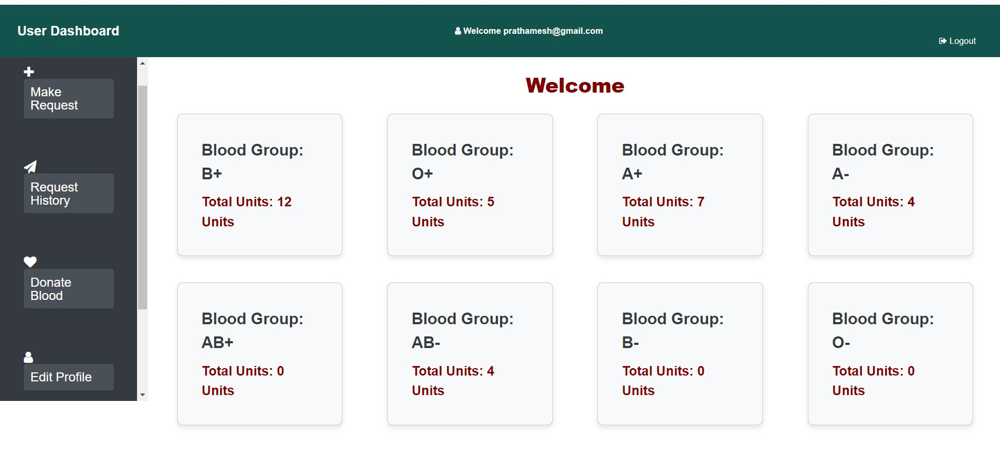 User Dashboard
Welcome prathamesh@gmail.com
Logout
Make
Request
Request
History
Donate
Blood
Edit Profile
Welcome
Blood Group:
B+
Total Units: 12
Units
Blood Group:
O+
Total Units: 5
Units
Blood Group:
A+
Total Units: 7
Units
Blood Group:
A-
Total Units: 4
Units
Blood Group:
AB+
Total Units: 0
Units
Blood Group:
AB-
Total Units: 4
Units
Blood Group:
B-
Total Units: 0
Units
Blood Group:
O-
Total Units: 0
Units